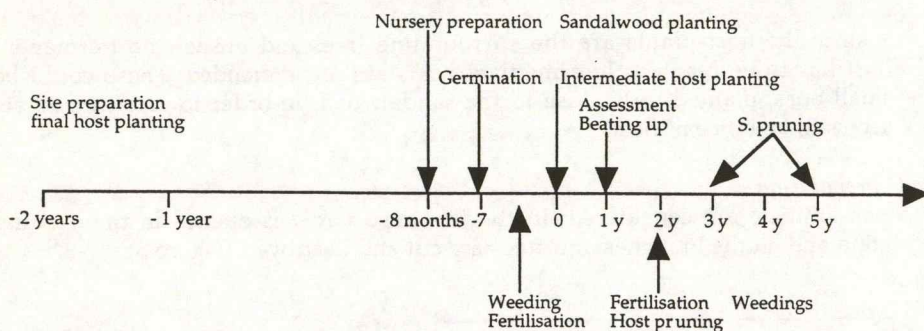 Nursery preparation Sandalwood planting
Germination Intermediate host planting
Site preparation
final host planting
Assessment
Beating up
S. pruning
-2 years -1 year -8 months -7 0 1 y 2 y 3 y 4 y 5 y
Weeding
Fertilisation
Fertilisation
Host pruning
Weedings